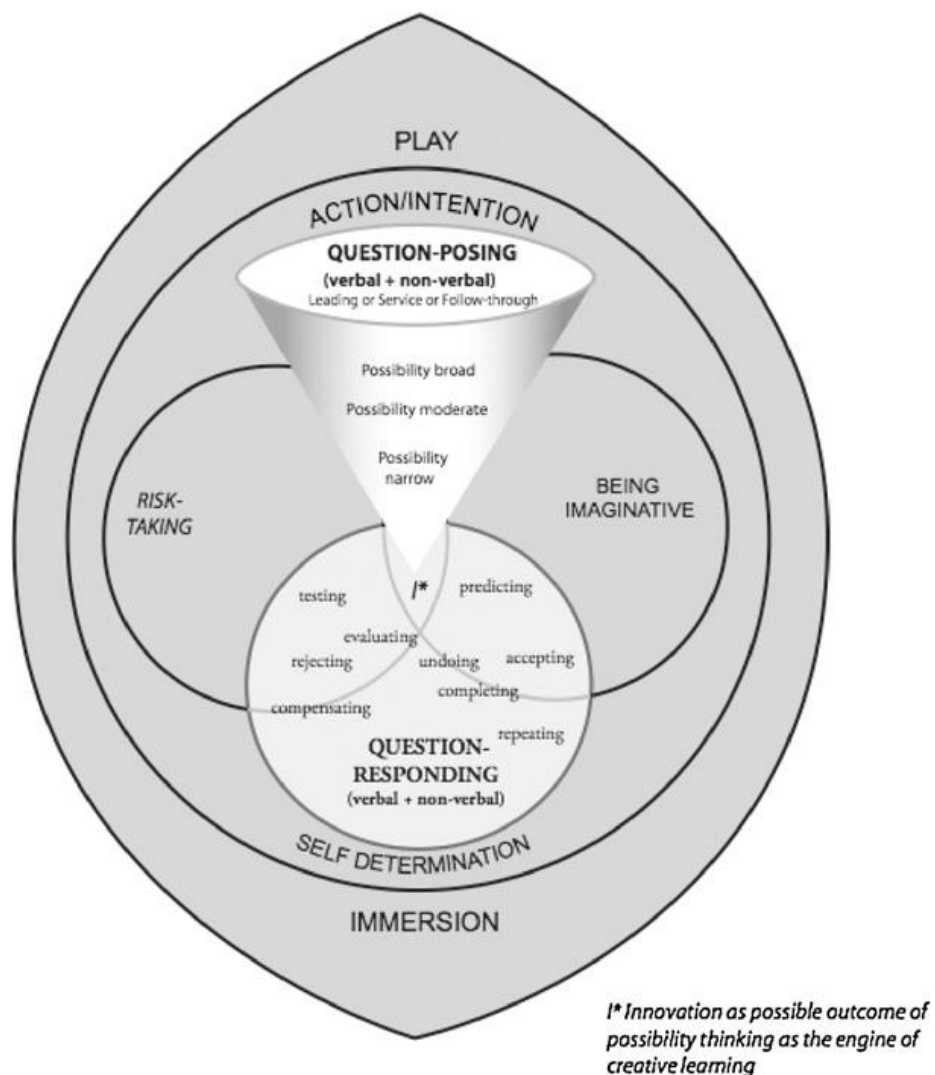 PLAY
ACTION/INTENTION
QUESTION-POSING
(verbal + non-verbal)
Leading or Service or Follow-through
Possibility broad
Possibility moderate
Possibility
narrow
RISK-
TAKING
BEING
IMAGINATIVE
I*
testing
predicting
evaluating
rejecting
undoing
accepting
completing
compensating
repeating
QUESTION-
RESPONDING
(verbal + non-verbal)
SELF DETERMINATION
IMMERSION
I* Innovation as possible outcome of
possibility thinking as the engine of
creative learning